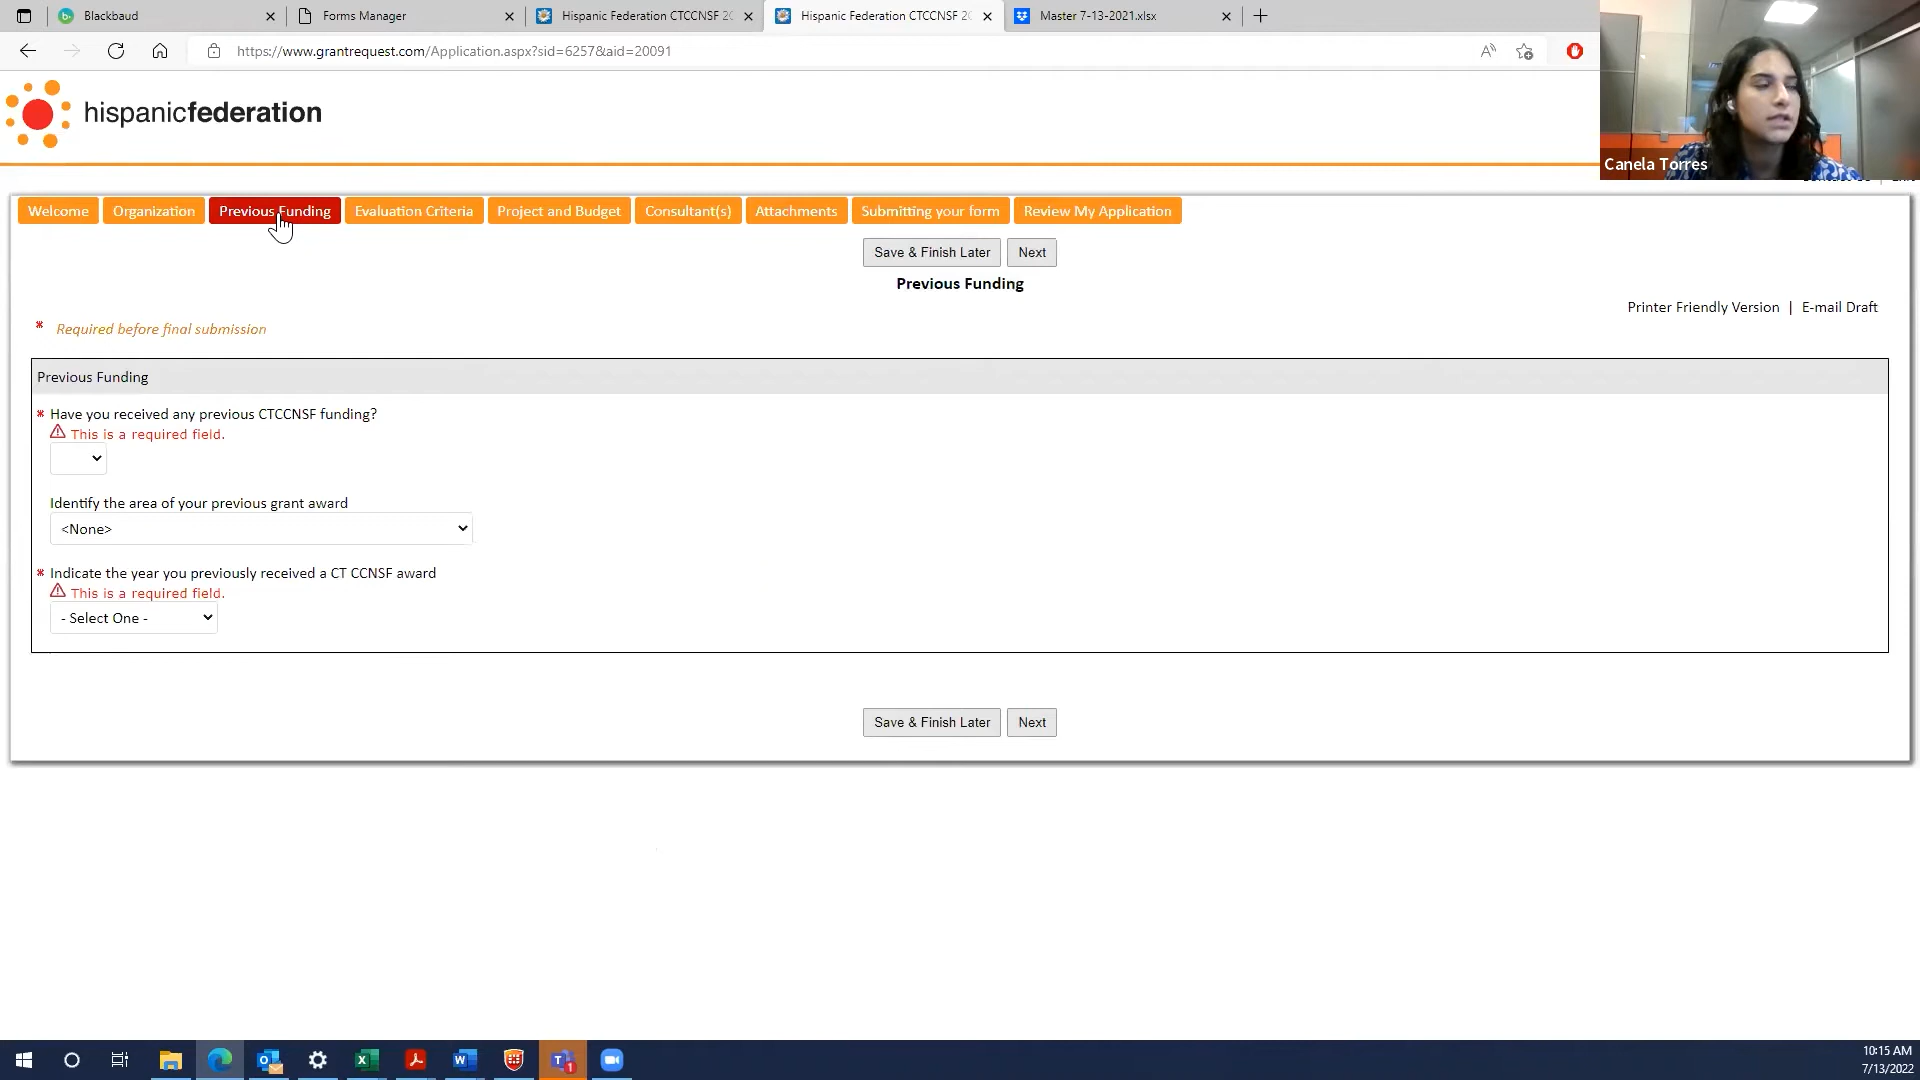 Blackbaud
Forms Manager
Hispanic Federation CTCCNSF 20
Hispanic Federation CTCCNSF 20
Master 7-13-2021.xlsx
https://www.grantrequest.com/Application.aspx?sid=6257&aid=20091
hispanicfederation
Canela Torres
Welcome
Organization
Previous Funding
Evaluation Criteria
Project and Budget
Consultant(s)
Attachments
Submitting your form
Review My Application
Save & Finish Later
Next
Previous Funding
Printer Friendly Version | E-mail Draft
* Required before final submission
Previous Funding
* Have you received any previous CTCCNSF funding?
This is a required field.
Identify the area of your previous grant award
<None>
* Indicate the year you previously received a CT CCNSF award
This is a required field.
- Select One -
Save & Finish Later
Next
10:15 AM
7/13/2022